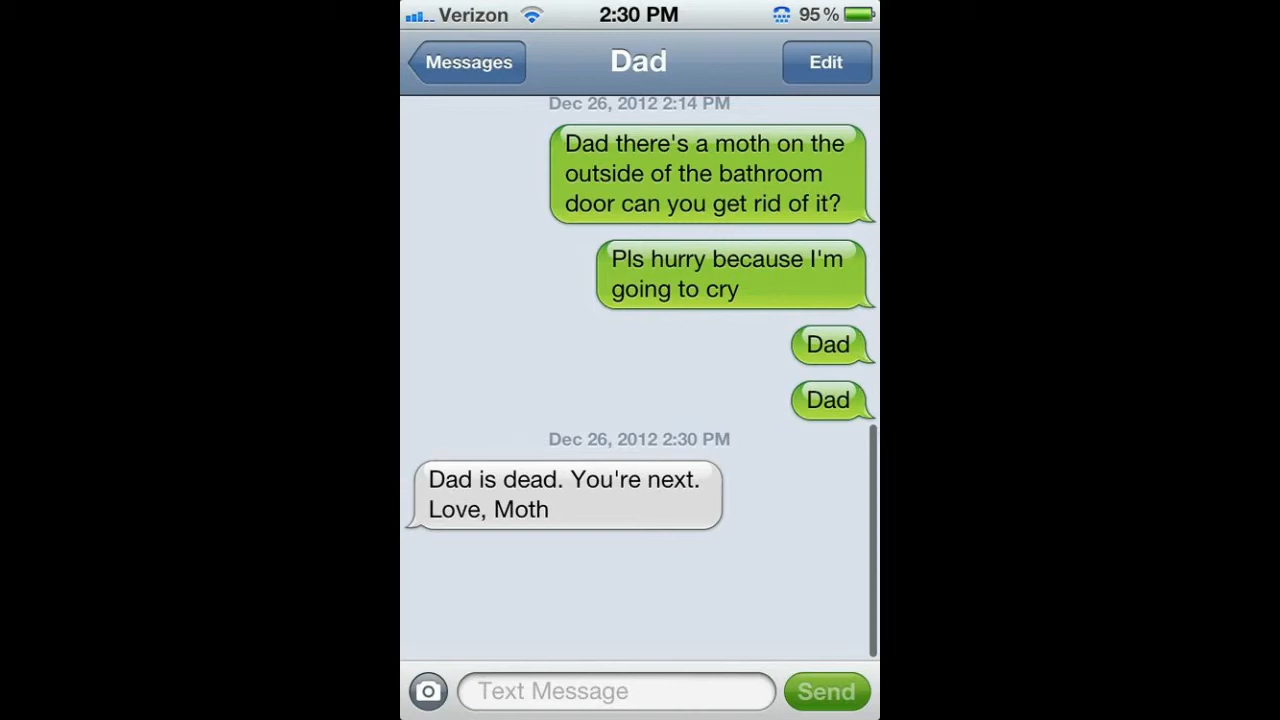 Verizon 2:30 PM 95%
Messages Dad Edit
Dec 26, 2012 2:14 PM
Dad there's a moth on the
outside of the bathroom
door can you get rid of it?
Pls hurry because I'm
going to cry
Dad
Dad
Dec 26, 2012 2:30 PM
Dad is dead. You're next.
Love, Moth
Text Message Send